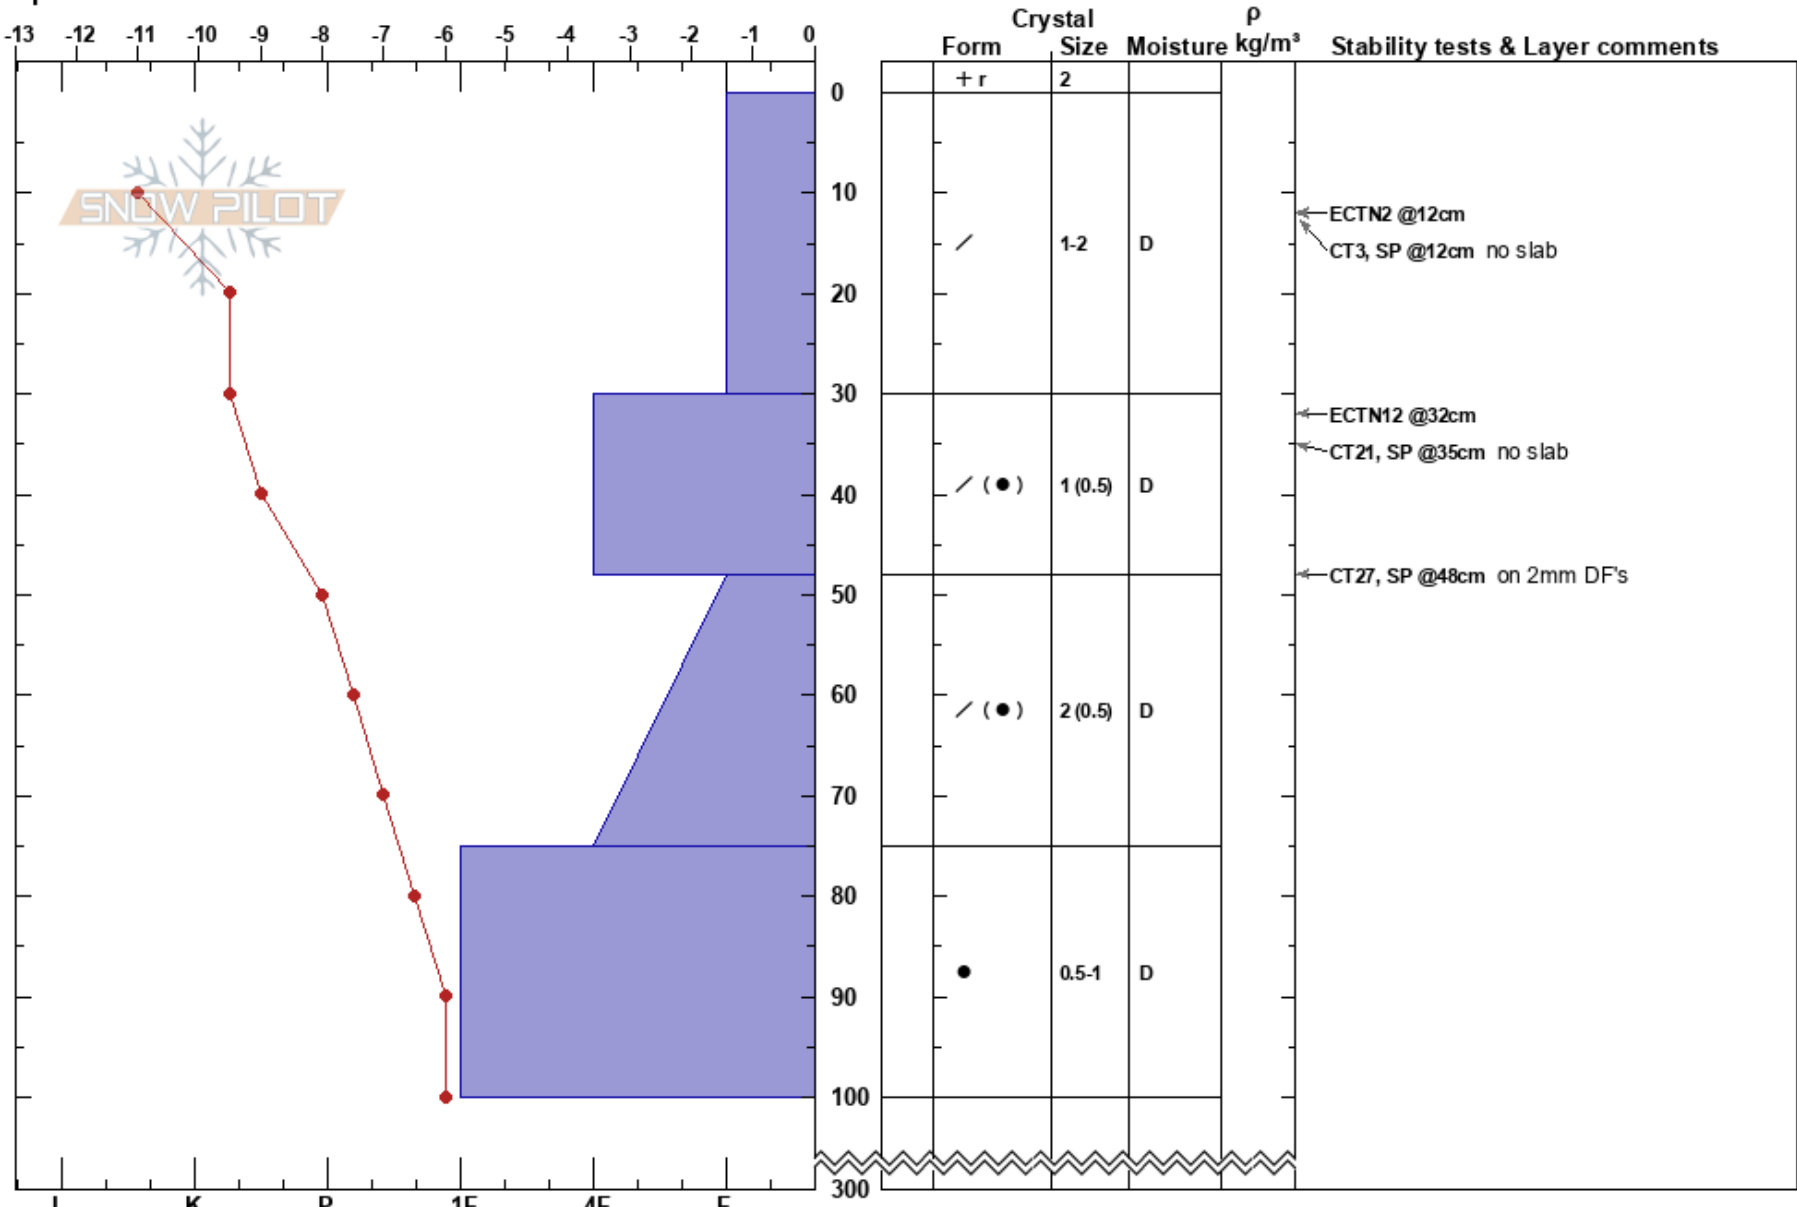 Crystal ρ
-13 -12 -11 -10 -9 -8 -7 -6 -5 -4 -3 -2 -1 0 Form Size Moisture kg/m³ Stability tests & Layer comments
+ r 2
0
SNOW PILOT
10
ECTN2 @12cm
1-2 D
CT3, SP @12cm no slab
20
30
ECTN12 @32cm
CT21, SP @35cm no slab
( ● ) 1 (0.5) D
40
CT27, SP @48cm on 2mm DF's
50
60
( ● ) 2 (0.5) D
70
80
● 0.5-1 D
90
100
300
K P 1F 4F F